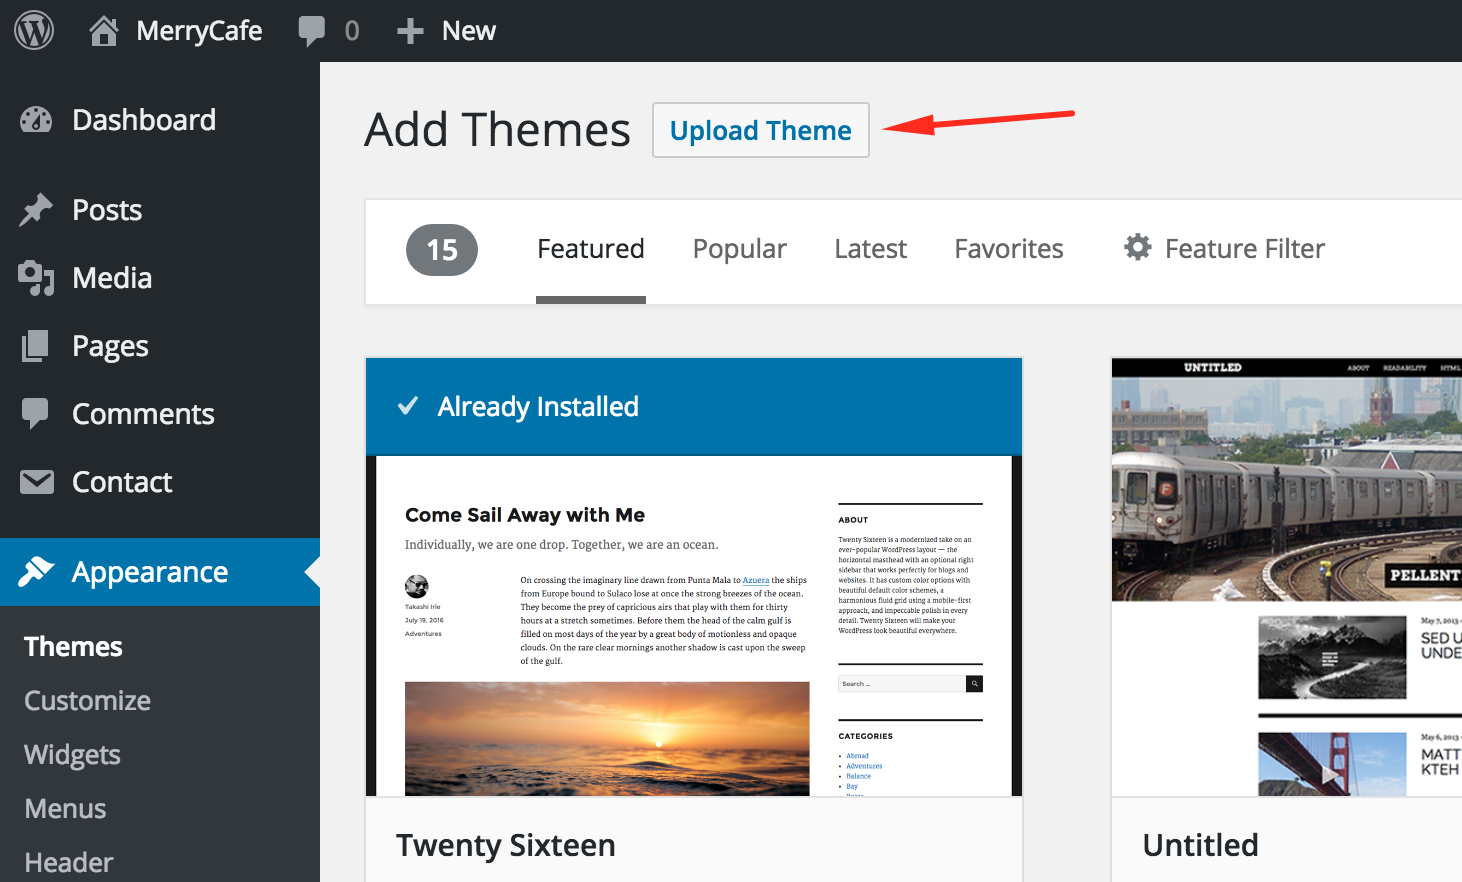 MerryCafe 0 New
Dashboard
Posts
Media
Pages
Comments
Contact
Appearance
Themes
Customize
Widgets
Menus
Header
Add Themes Upload Theme
15 Featured Popular Latest Favorites Feature Filter
Already Installed
Come Sail Away with Me
Individually, we are one drop. Together, we are an ocean.
Takashi Irie
July 19, 2016
Adventures
On crossing the imaginary line drawn from Punta Mala to Azuera the ships
from Europe bound to Sulaco lose at once the strong breezes of the ocean.
They become the prey of capricious airs that play with them for thirty
hours at a stretch sometimes. Before them the head of the calm gulf is
filled on most days of the year by a great body of motionless and opaque
clouds. On the rare clear mornings another shadow is cast upon the sweep
of the gulf.
ABOUT
Twenty Sixteen is a modernized take on an
ever-popular WordPress layout — the
horizontal masthead with an optional right
sidebar that works perfectly for blogs and
websites. It has custom color options with
beautiful default color schemes, a
harmonious fluid grid using a mobile-first
approach, and impeccable polish in every
detail. Twenty Sixteen will make your
WordPress look beautiful everywhere.
Search ...
CATEGORIES
Abroad
Adventures
Balance
Bay
Boats
Twenty Sixteen
UNTITLED ABOUT READABILITY HTML
F
PELLENT
May 7, 2013 -
SED U
UNDE
May 6, 2013 -
MATT
KTEH
Untitled